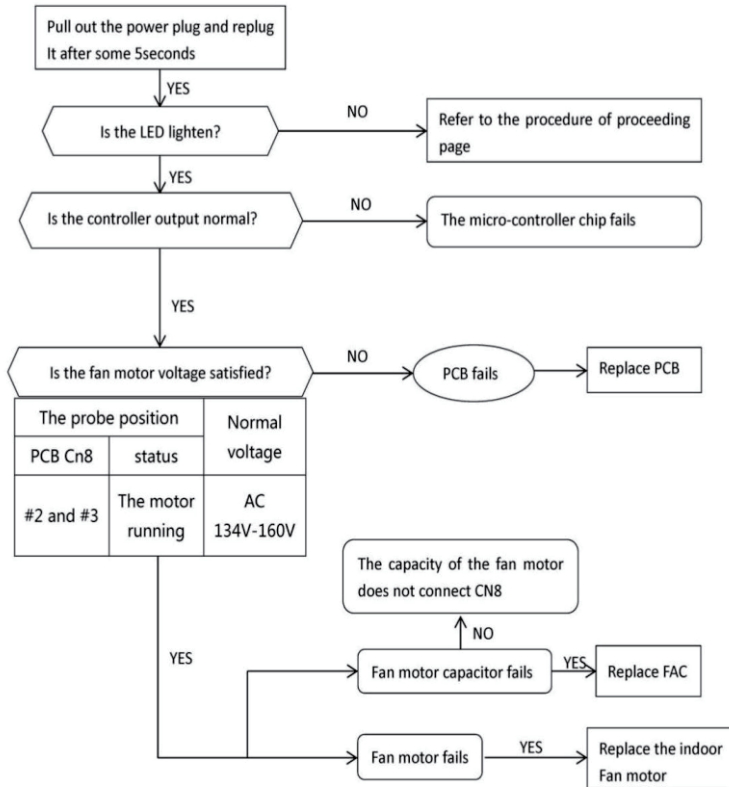 Pull out the power plug and replug
It after some 5seconds
YES
Is the LED lighten?
NO
Refer to the procedure of proceeding
page
YES
Is the controller output normal?
NO
The micro-controller chip fails
YES
Is the fan motor voltage satisfied?
NO
PCB fails
Replace PCB
The probe position
Normal
voltage
PCB Cn8
status
#2 and #3
The motor
running
AC
134V-160V
The capacity of the fan motor
does not connect CN8
NO
YES
Fan motor capacitor fails
YES
Replace FAC
Fan motor fails
YES
Replace the indoor
Fan motor